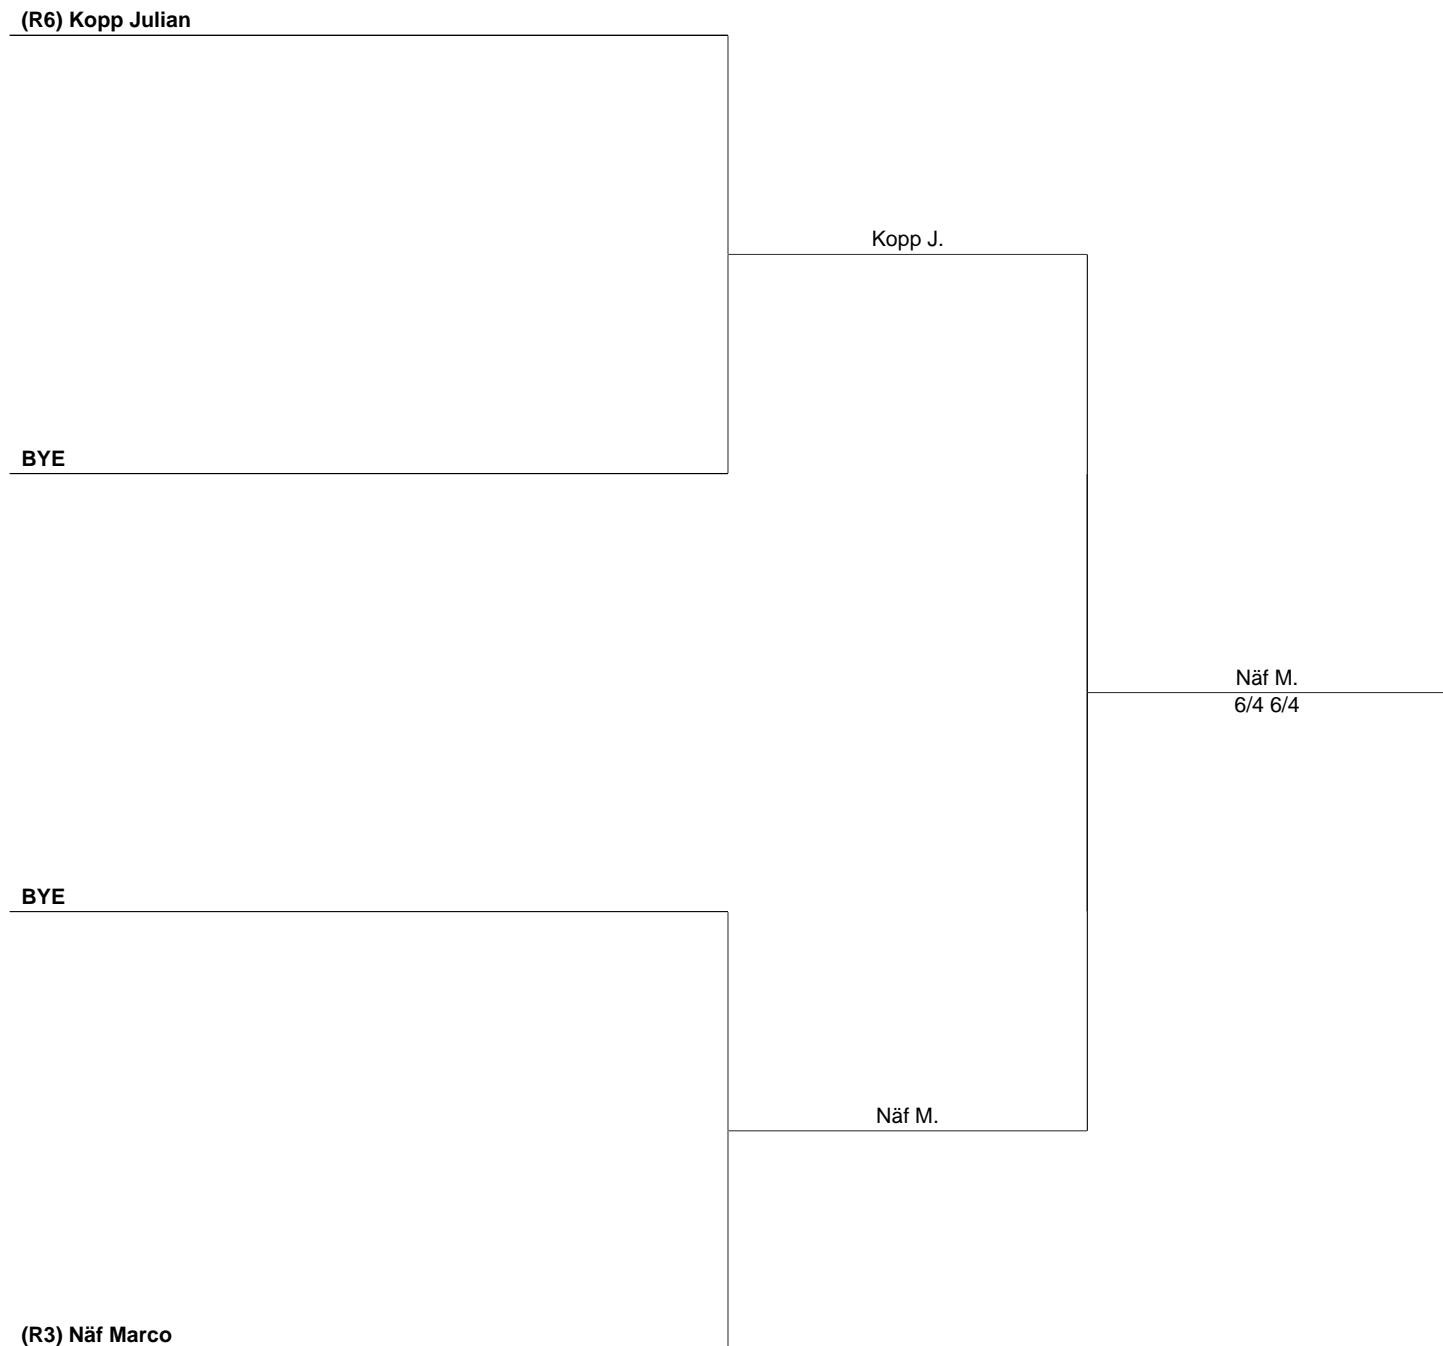 (R6) Kopp Julian
Kopp J.
BYE
Näf M.
6/4 6/4
BYE
Näf M.
(R3) Näf Marco